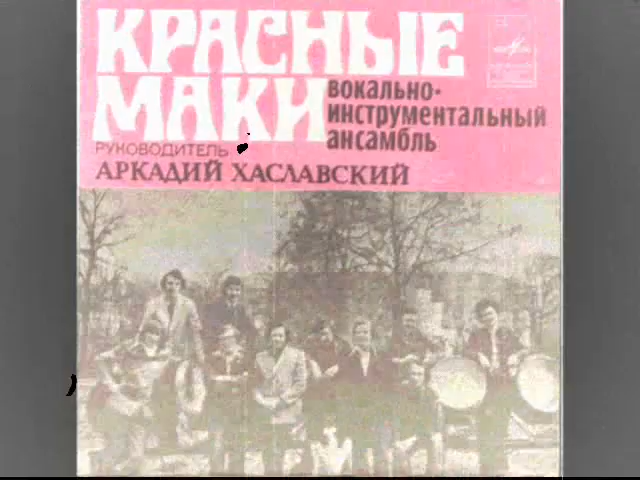 КРАСНЫЕ
МАКИ
ВОКАЛЬНО-
ИНСТРУМЕНТАЛЬНЫЙ
АНСАМБЛЬ
РУКОВОДИТЕЛЬ
АРКАДИЙ ХАСЛАВСКИЙ